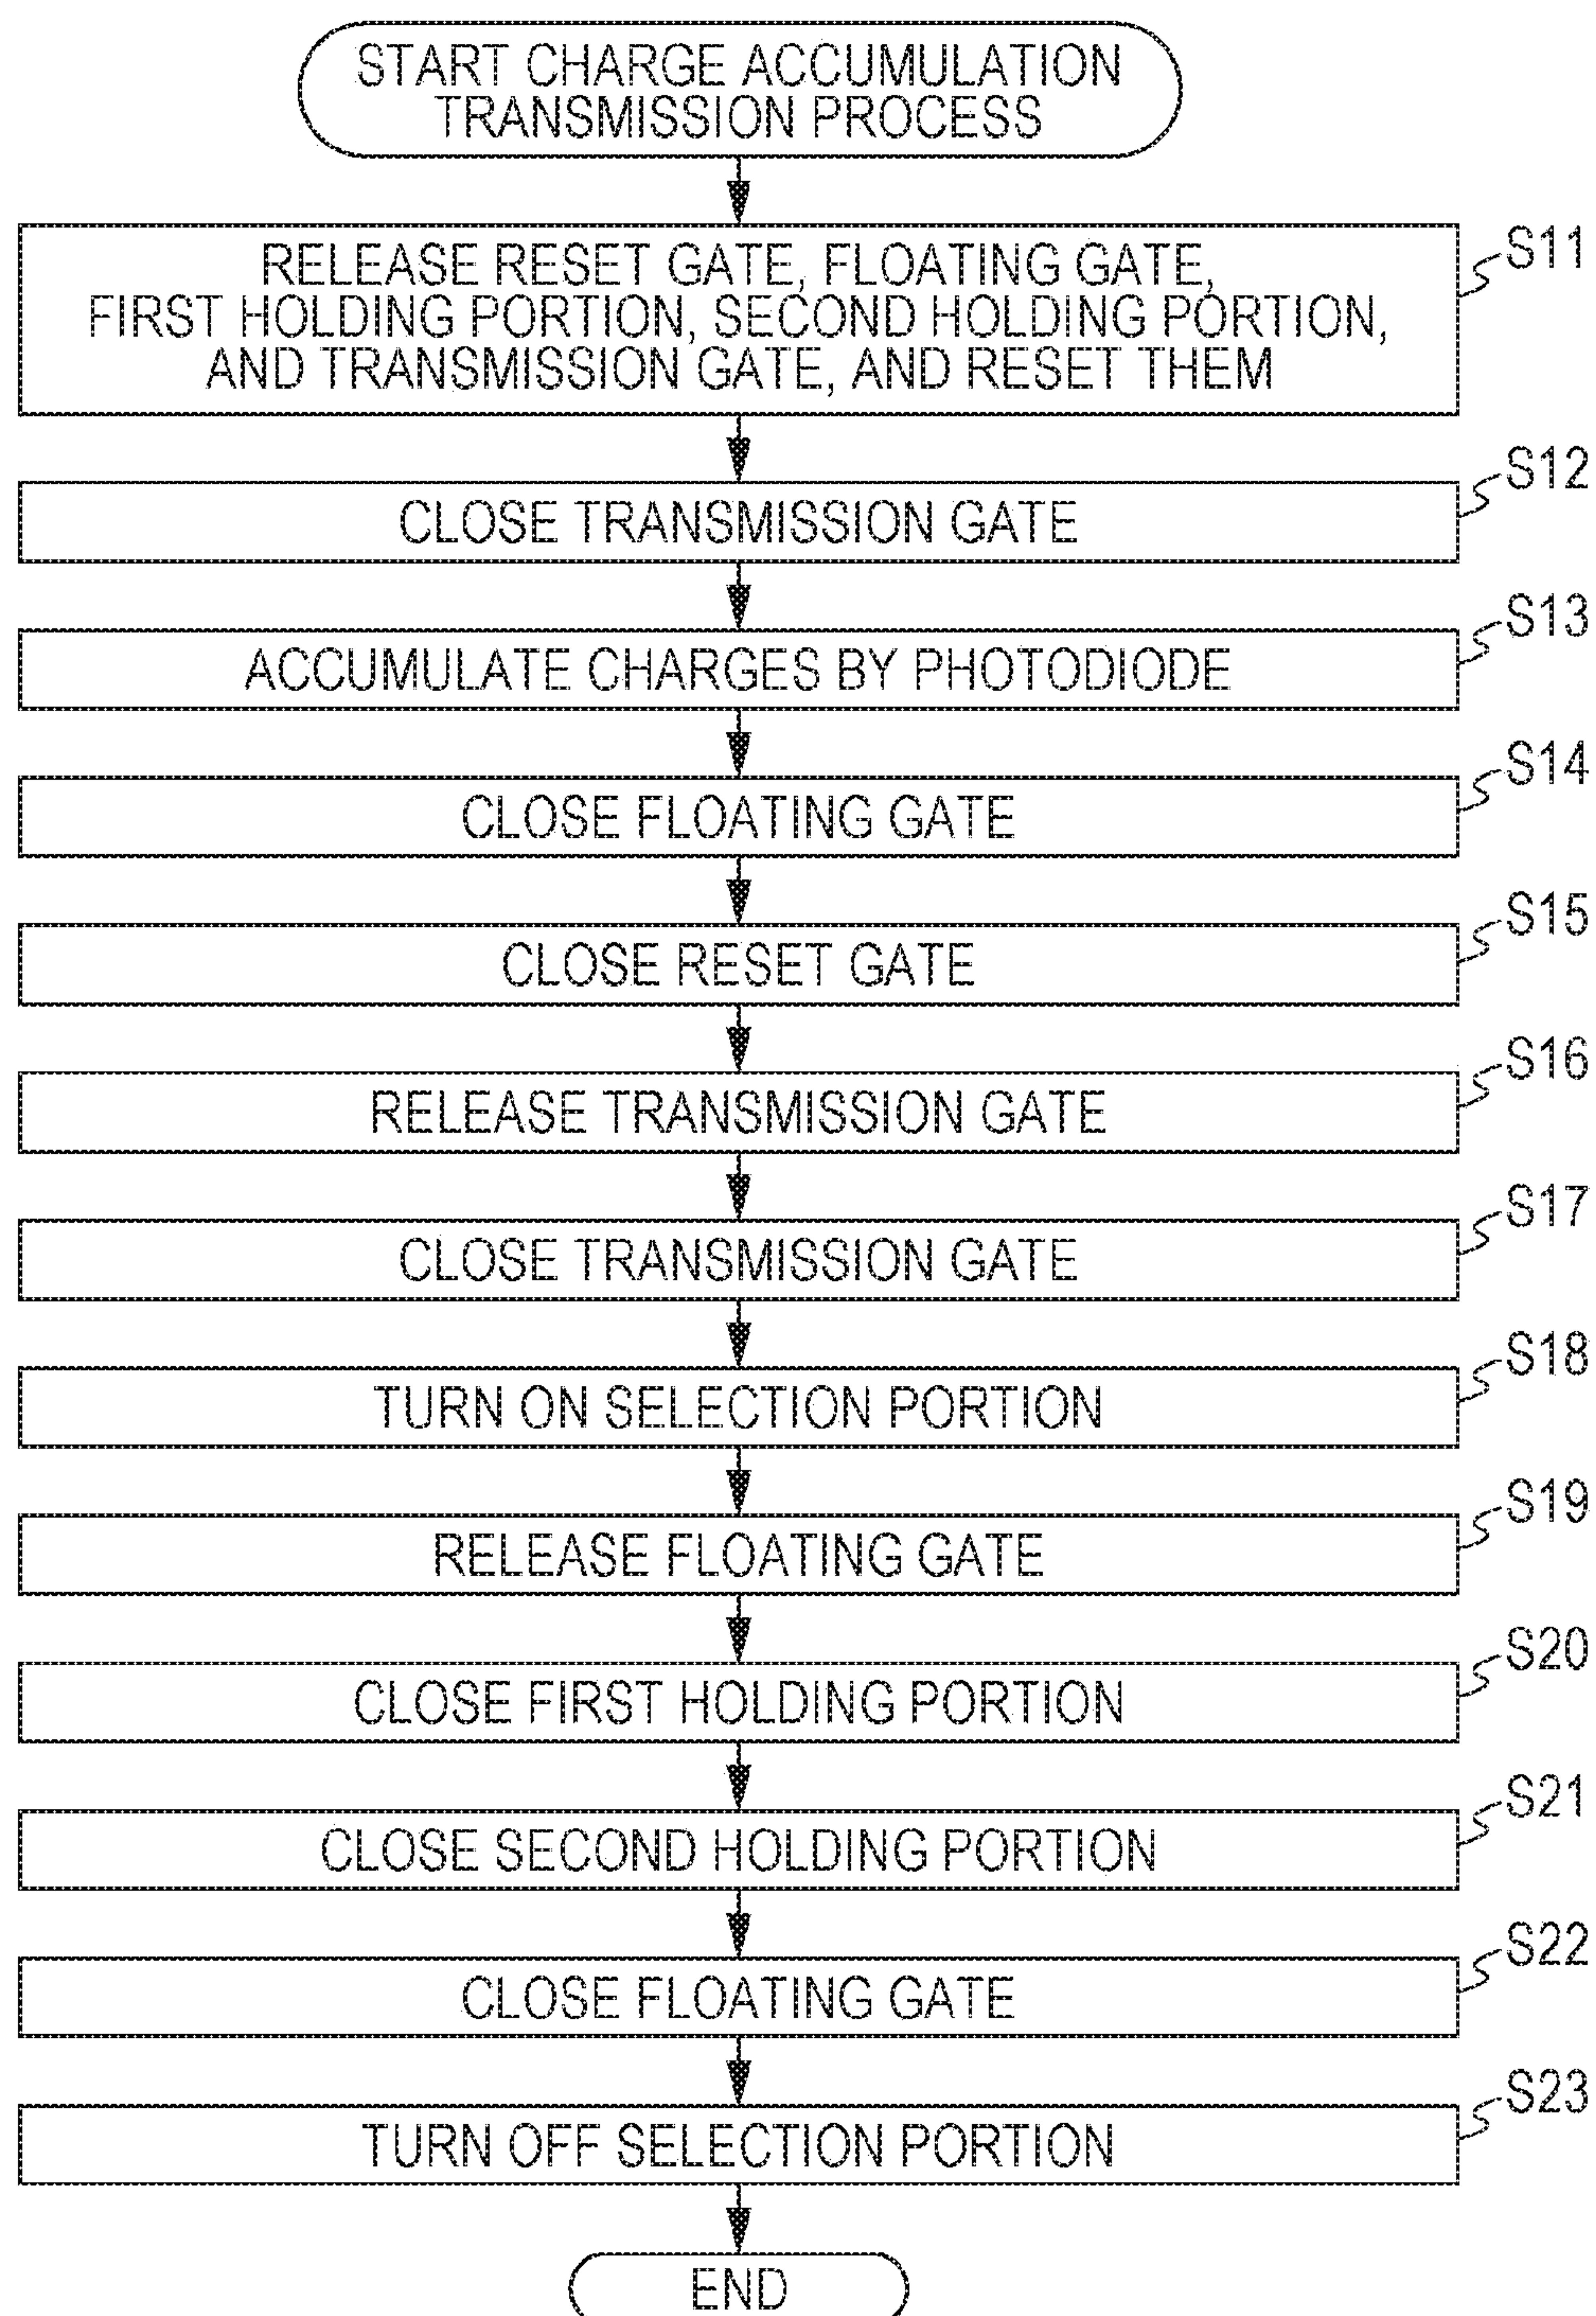 START CHARGE ACCUMULATION
TRANSMISSION PROCESS
RELEASE RESET GATE, FLOATING GATE,
FIRST HOLDING PORTION, SECOND HOLDING PORTION,
AND TRANSMISSION GATE, AND RESET THEM
S11
CLOSE TRANSMISSION GATE
S12
ACCUMULATE CHARGES BY PHOTODIODE
S13
CLOSE FLOATING GATE
S14
CLOSE RESET GATE
S15
RELEASE TRANSMISSION GATE
S16
CLOSE TRANSMISSION GATE
S17
TURN ON SELECTION PORTION
S18
RELEASE FLOATING GATE
S19
CLOSE FIRST HOLDING PORTION
S20
CLOSE SECOND HOLDING PORTION
S21
CLOSE FLOATING GATE
S22
TURN OFF SELECTION PORTION
S23
END